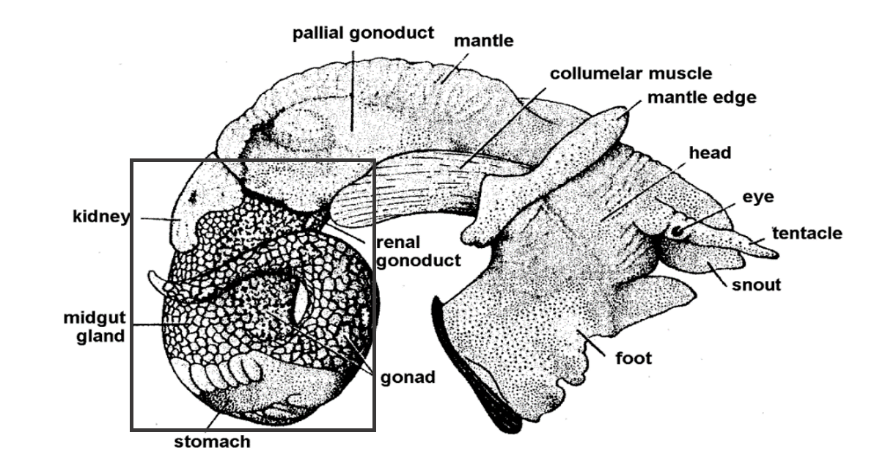 pallial gonoduct
mantle
collumelar muscle
mantle edge
head
eye
tentacle
snout
kidney
renal
gonoduct
midgut
gland
gonad
foot
stomach